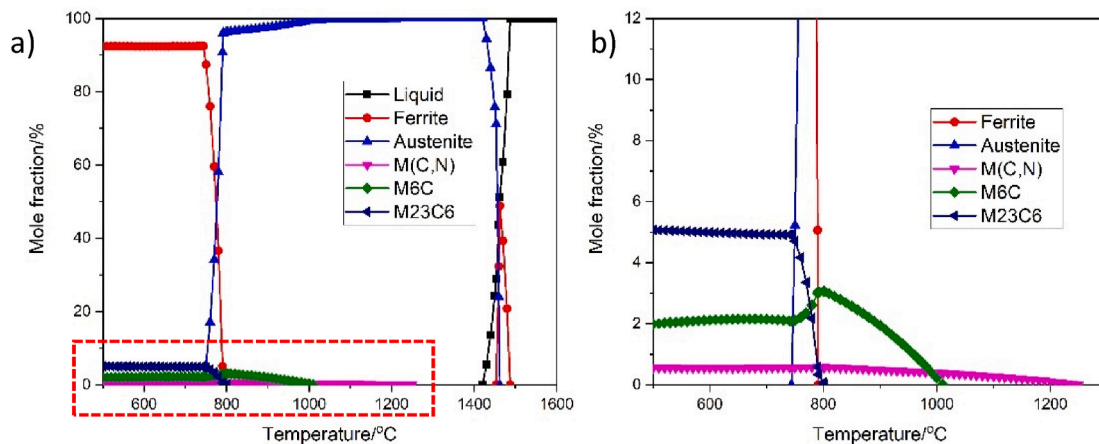 a)
Mole fraction/%
100
80
60
40
20
0
Liquid
Ferrite
Austenite
M(C,N)
M6C
M23C6
600 800 1000 1200 1400 1600
Temperature/°C
b)
Mole fraction/%
12
10
8
6
4
2
0
Ferrite
Austenite
M(C,N)
M6C
M23C6
600 800 1000 1200
Temperature/°C